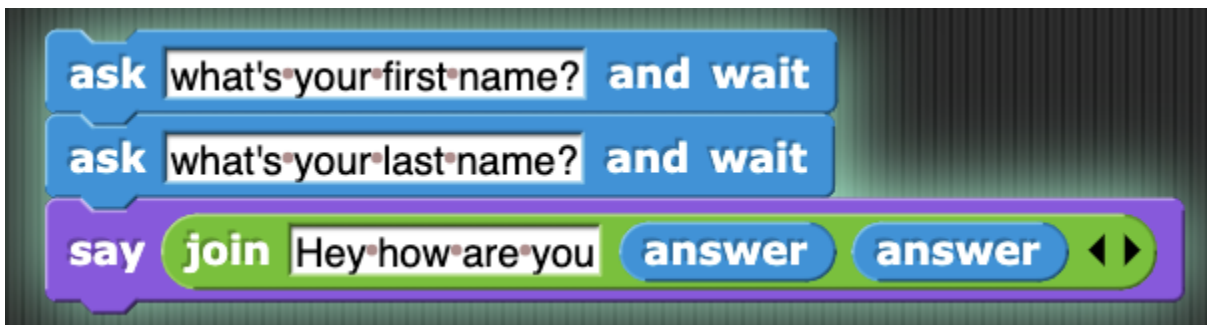 ask what's your first name? and wait
ask what's your last name? and wait
say join Hey how are you answer answer